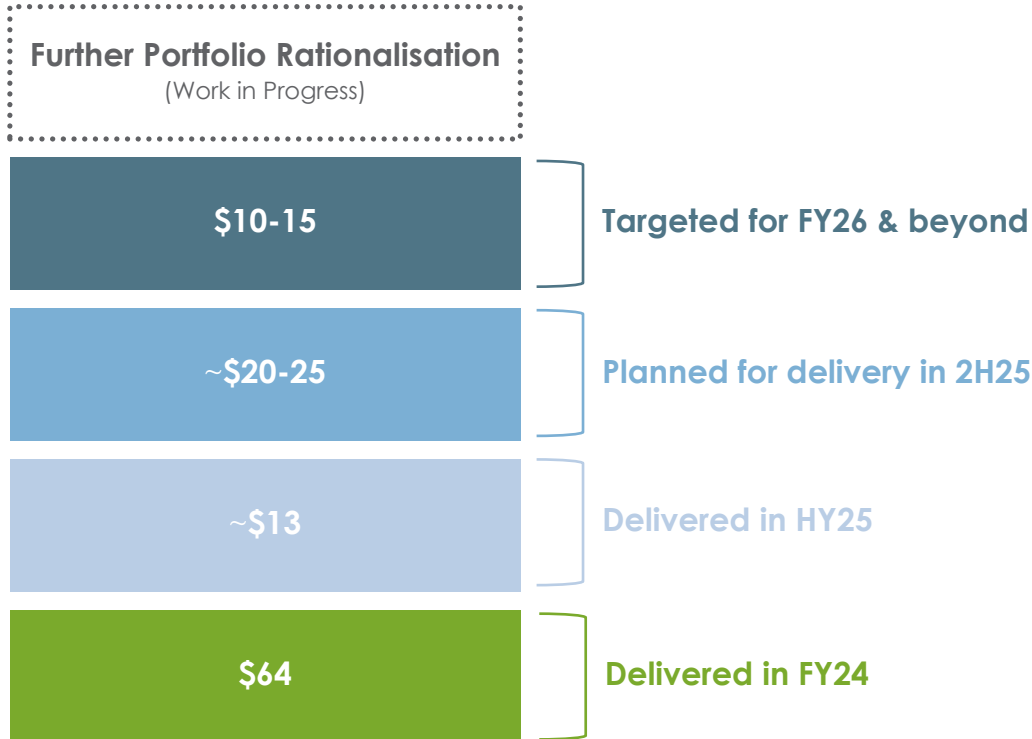 Further Portfolio Rationalisation
(Work in Progress)
$10-15
Targeted for FY26 & beyond
~$20-25
Planned for delivery in 2H25
~$13
Delivered in HY25
$64
Delivered in FY24